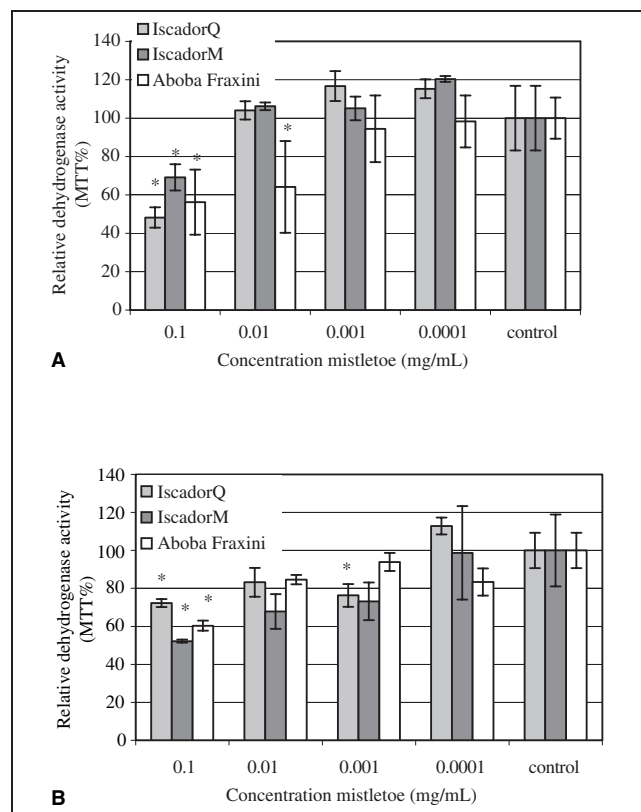 IscadorQ
IscadorM
Aboba Fraxini
Relative dehydrogenase activity
(MTT%)
140
120
100
80
60
40
20
0
*
*
*
*
0.1
0.01
0.001
0.0001
control
Concentration mistletoe (mg/mL)
A
IscadorQ
IscadorM
Aboba Fraxini
Relative dehydrogenase activity
(MTT%)
140
120
100
80
60
40
20
0
*
*
*
*
0.1
0.01
0.001
0.0001
control
Concentration mistletoe (mg/mL)
B